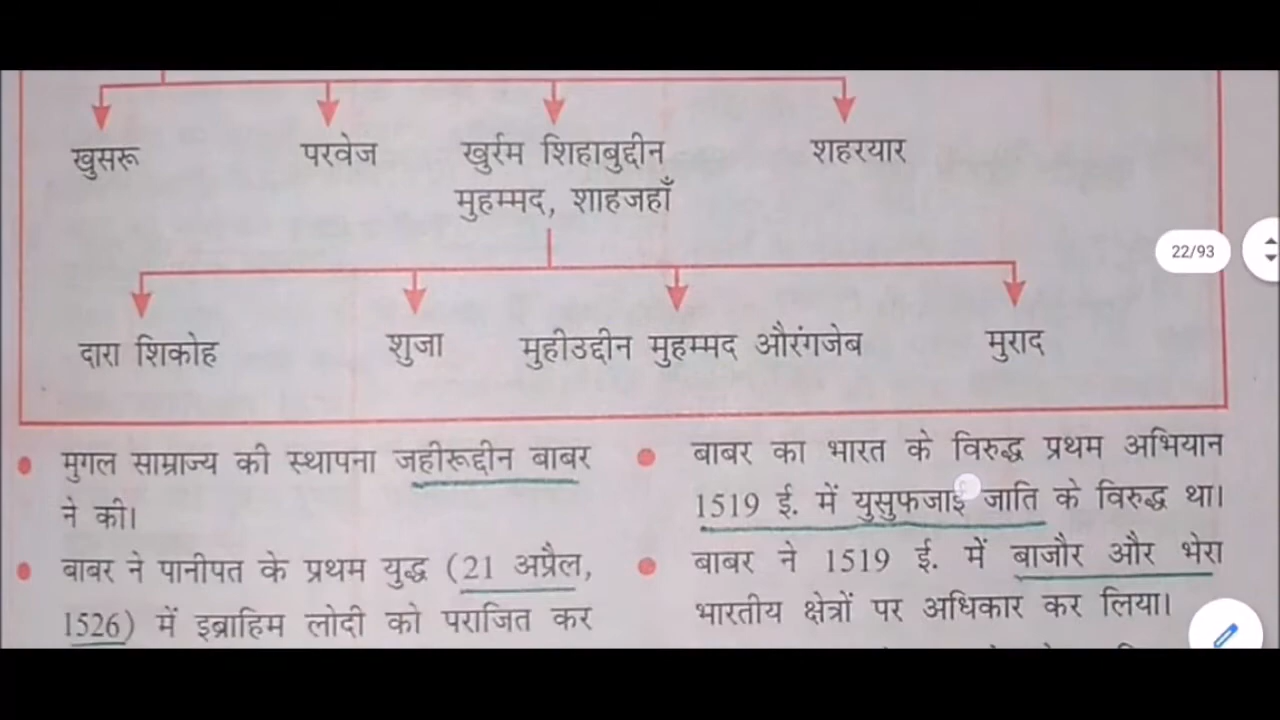 खुसरू परवेज खुर्रम शिहाबुद्दीन शहरयार
मुहम्मद, शाहजहाँ
22/93
दारा शिकोह शुजा मुहीउद्दीन मुहम्मद औरंगजेब मुराद
मुगल साम्राज्य की स्थापना जहीरूद्दीन बाबर
ने की।
बाबर ने पानीपत के प्रथम युद्ध (21 अप्रैल,
1526) में इब्राहिम लोदी को पराजित कर
बाबर का भारत के विरुद्ध प्रथम अभियान
1519 ई. में युसुफजाई जाति के विरुद्ध था।
बाबर ने 1519 ई. में बाजौर और भेरा
भारतीय क्षेत्रों पर अधिकार कर लिया।